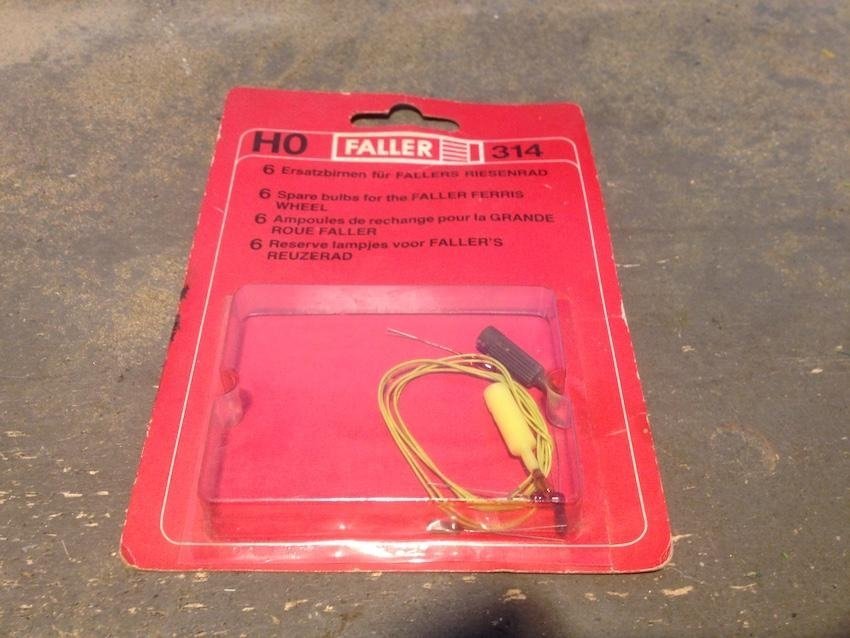 HO FALLER 314
6 Ersatzbirnen für FALLERS RIESENRAD
6 Spare bulbs for the FALLER FERRIS
WHEEL
6 Ampoules de rechange pour la GRANDE
ROUE FALLER
6 Reserve lampjes voor FALLER'S
REUZERAD